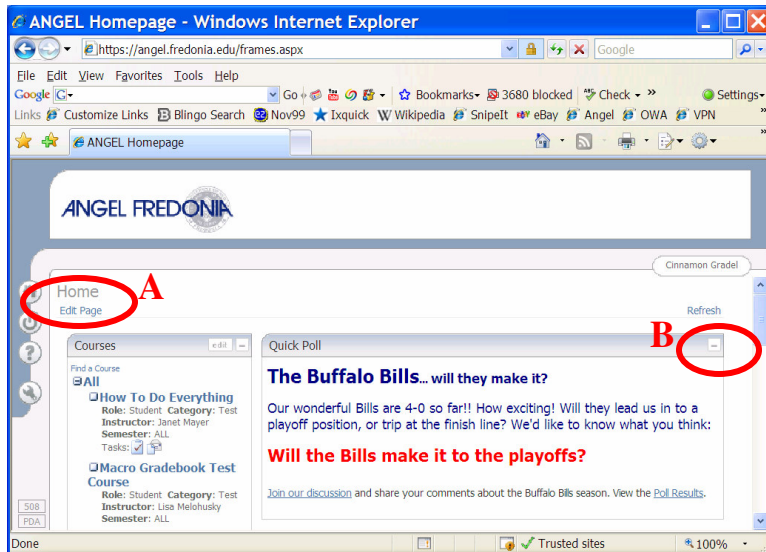 ANGEL Homepage - Windows Internet Explorer
https://angel.fredonia.edu/frames.aspx
Google
File Edit View Favorites Tools Help
Google G Go Bookmarks 3680 blocked Check » Settings
Links Customize Links Blingo Search Nov99 Ixquick Wikipedia SnipeIt eBay Angel OWA VPN »
ANGEL Homepage »
ANGEL FREDONIA
Cinnamon Gradel
Home
A
Edit Page
Refresh
B
Courses edit
Quick Poll
Find a Course
All
How To Do Everything
Role: Student Category: Test
Instructor: Janet Mayer
Semester: ALL
Tasks:
Macro Gradebook Test
Course
Role: Student Category: Test
Instructor: Lisa Melohusky
Semester: ALL
The Buffalo Bills... will they make it?
Our wonderful Bills are 4-0 so far!! How exciting! Will they lead us in to a
playoff position, or trip at the finish line? We'd like to know what you think:
Will the Bills make it to the playoffs?
Join our discussion and share your comments about the Buffalo Bills season. View the Poll Results.
508
PDA
Done Trusted sites 100%